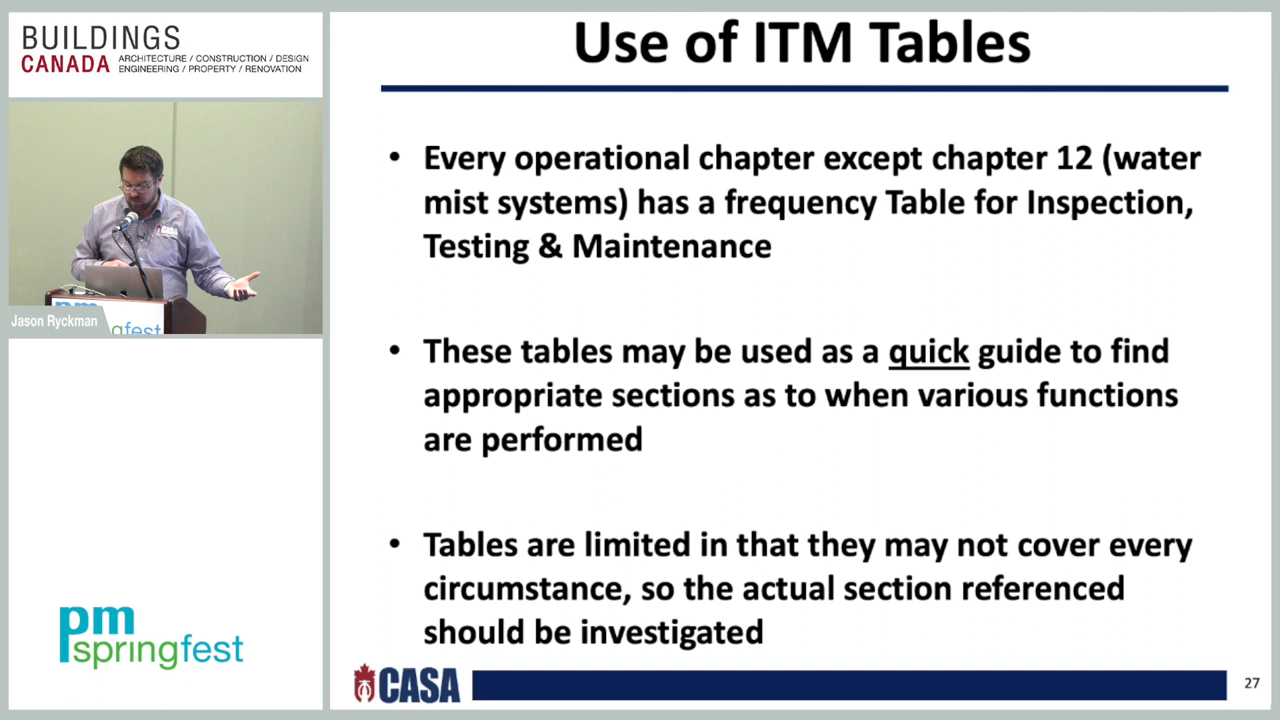 BUILDINGS
CANADA
ARCHITECTURE / CONSTRUCTION / DESIGN
ENGINEERING / PROPERTY / RENOVATION
CASA
pm
gfest
Jason Ryckman
pm
springfest
Use of ITM Tables
• Every operational chapter except chapter 12 (water
mist systems) has a frequency Table for Inspection,
Testing & Maintenance
• These tables may be used as a quick guide to find
appropriate sections as to when various functions
are performed
• Tables are limited in that they may not cover every
circumstance, so the actual section referenced
should be investigated
CASA
27